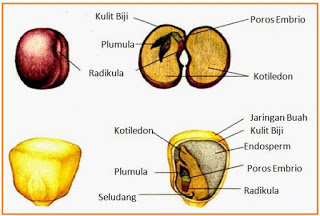 Kulit Biji
Poros Embrio
Plumula
Radikula
Kotiledon
Jaringan Buah
Kulit Biji
Kotiledon
Endosperm
Plumula
Poros Embrio
Radikula
Seludang